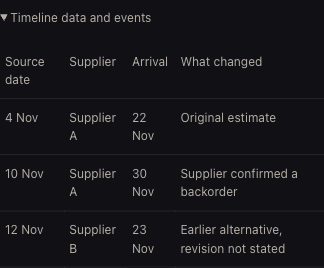 ▼ Timeline data and events
Source date Supplier Arrival What changed
4 Nov Supplier A 22 Nov Original estimate
10 Nov Supplier A 30 Nov Supplier confirmed a backorder
12 Nov Supplier B 23 Nov Earlier alternative, revision not stated